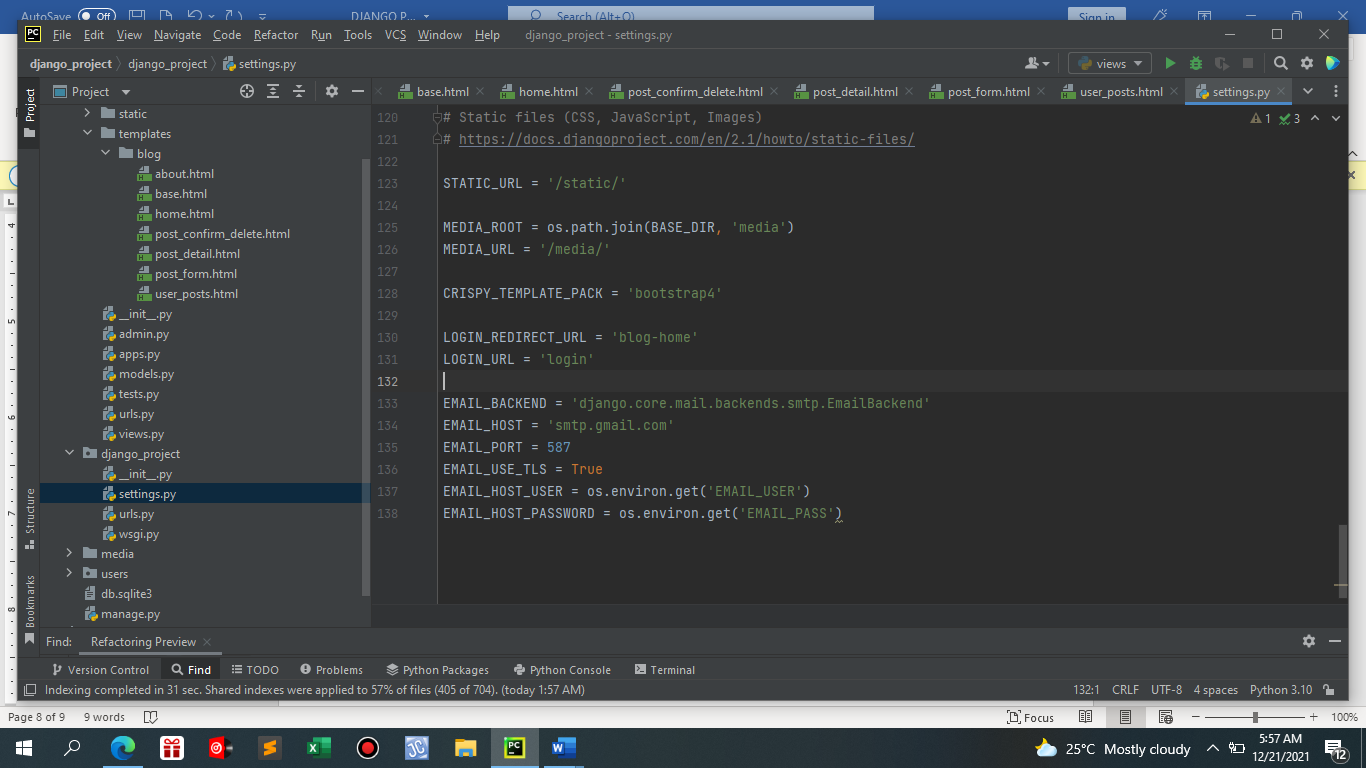 AutoSave Off DJANGO P... Search (Alt+Q) Sign in
PC File Edit View Navigate Code Refactor Run Tools VCS Window Help django_project - settings.py
django_project django_project settings.py views
Project
base.html home.html post_confirm_delete.html post_detail.html post_form.html user_posts.html settings.py
Project
static
templates
blog
about.html
base.html
home.html
post_confirm_delete.html
post_detail.html
post_form.html
user_posts.html
__init__.py
admin.py
apps.py
models.py
tests.py
urls.py
views.py
django_project
__init__.py
settings.py
urls.py
wsgi.py
media
users
db.sqlite3
manage.py
Structure
Bookmarks
4
5
7
8
1 3
120 # Static files (CSS, JavaScript, Images)
121 # https://docs.djangoproject.com/en/2.1/howto/static-files/
122
123 STATIC_URL = '/static/'
124
125 MEDIA_ROOT = os.path.join(BASE_DIR, 'media')
126 MEDIA_URL = '/media/'
127
128 CRISPY_TEMPLATE_PACK = 'bootstrap4'
129
130 LOGIN_REDIRECT_URL = 'blog-home'
131 LOGIN_URL = 'login'
132
133 EMAIL_BACKEND = 'django.core.mail.backends.smtp.EmailBackend'
134 EMAIL_HOST = 'smtp.gmail.com'
135 EMAIL_PORT = 587
136 EMAIL_USE_TLS = True
137 EMAIL_HOST_USER = os.environ.get('EMAIL_USER')
138 EMAIL_HOST_PASSWORD = os.environ.get('EMAIL_PASS')
Find: Refactoring Preview
Version Control Find TODO Problems Python Packages Python Console Terminal
Indexing completed in 31 sec. Shared indexes were applied to 57% of files (405 of 704). (today 1:57 AM) 132:1 CRLF UTF-8 4 spaces Python 3.10
Page 8 of 9 9 words Focus 100%
25°C Mostly cloudy 5:57 AM
12/21/2021 12